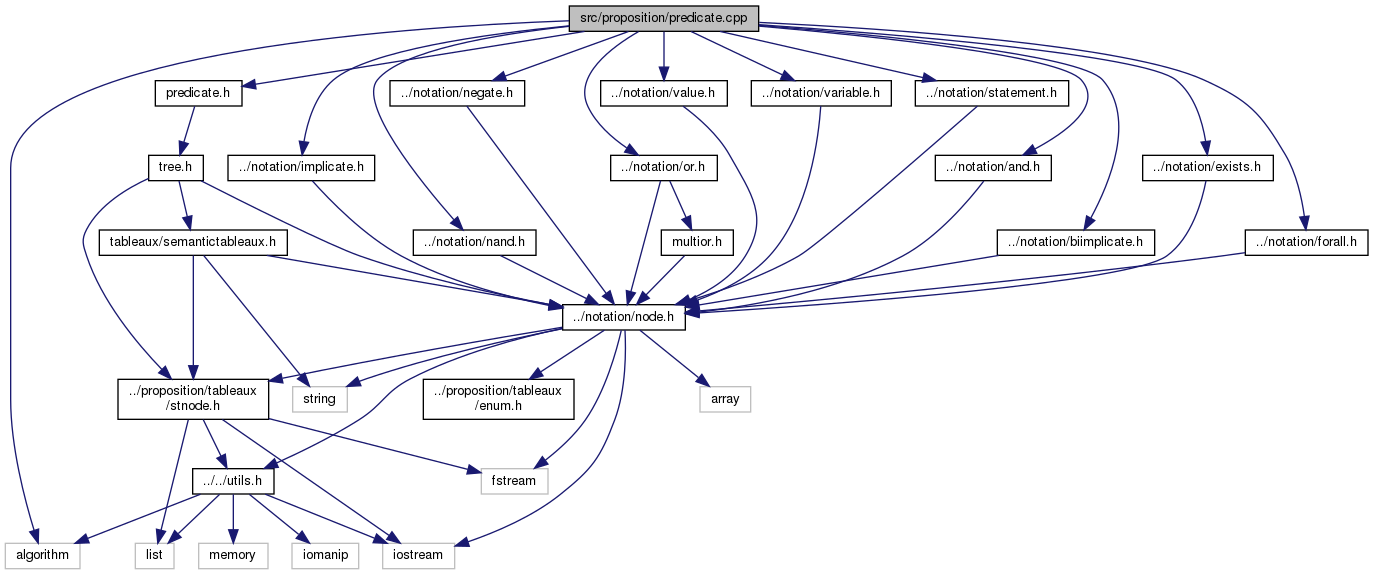 src/proposition/predicate.cpp
predicate.h
../notation/negate.h
../notation/value.h
../notation/variable.h
../notation/statement.h
tree.h
../notation/implicate.h
../notation/or.h
../notation/and.h
../notation/exists.h
tableaux/semantictableaux.h
../notation/nand.h
multior.h
../notation/biimplicate.h
../notation/forall.h
../notation/node.h
../proposition/tableaux
/stnode.h
string
../proposition/tableaux
/enum.h
array
../../utils.h
fstream
algorithm
list
memory
iomanip
iostream